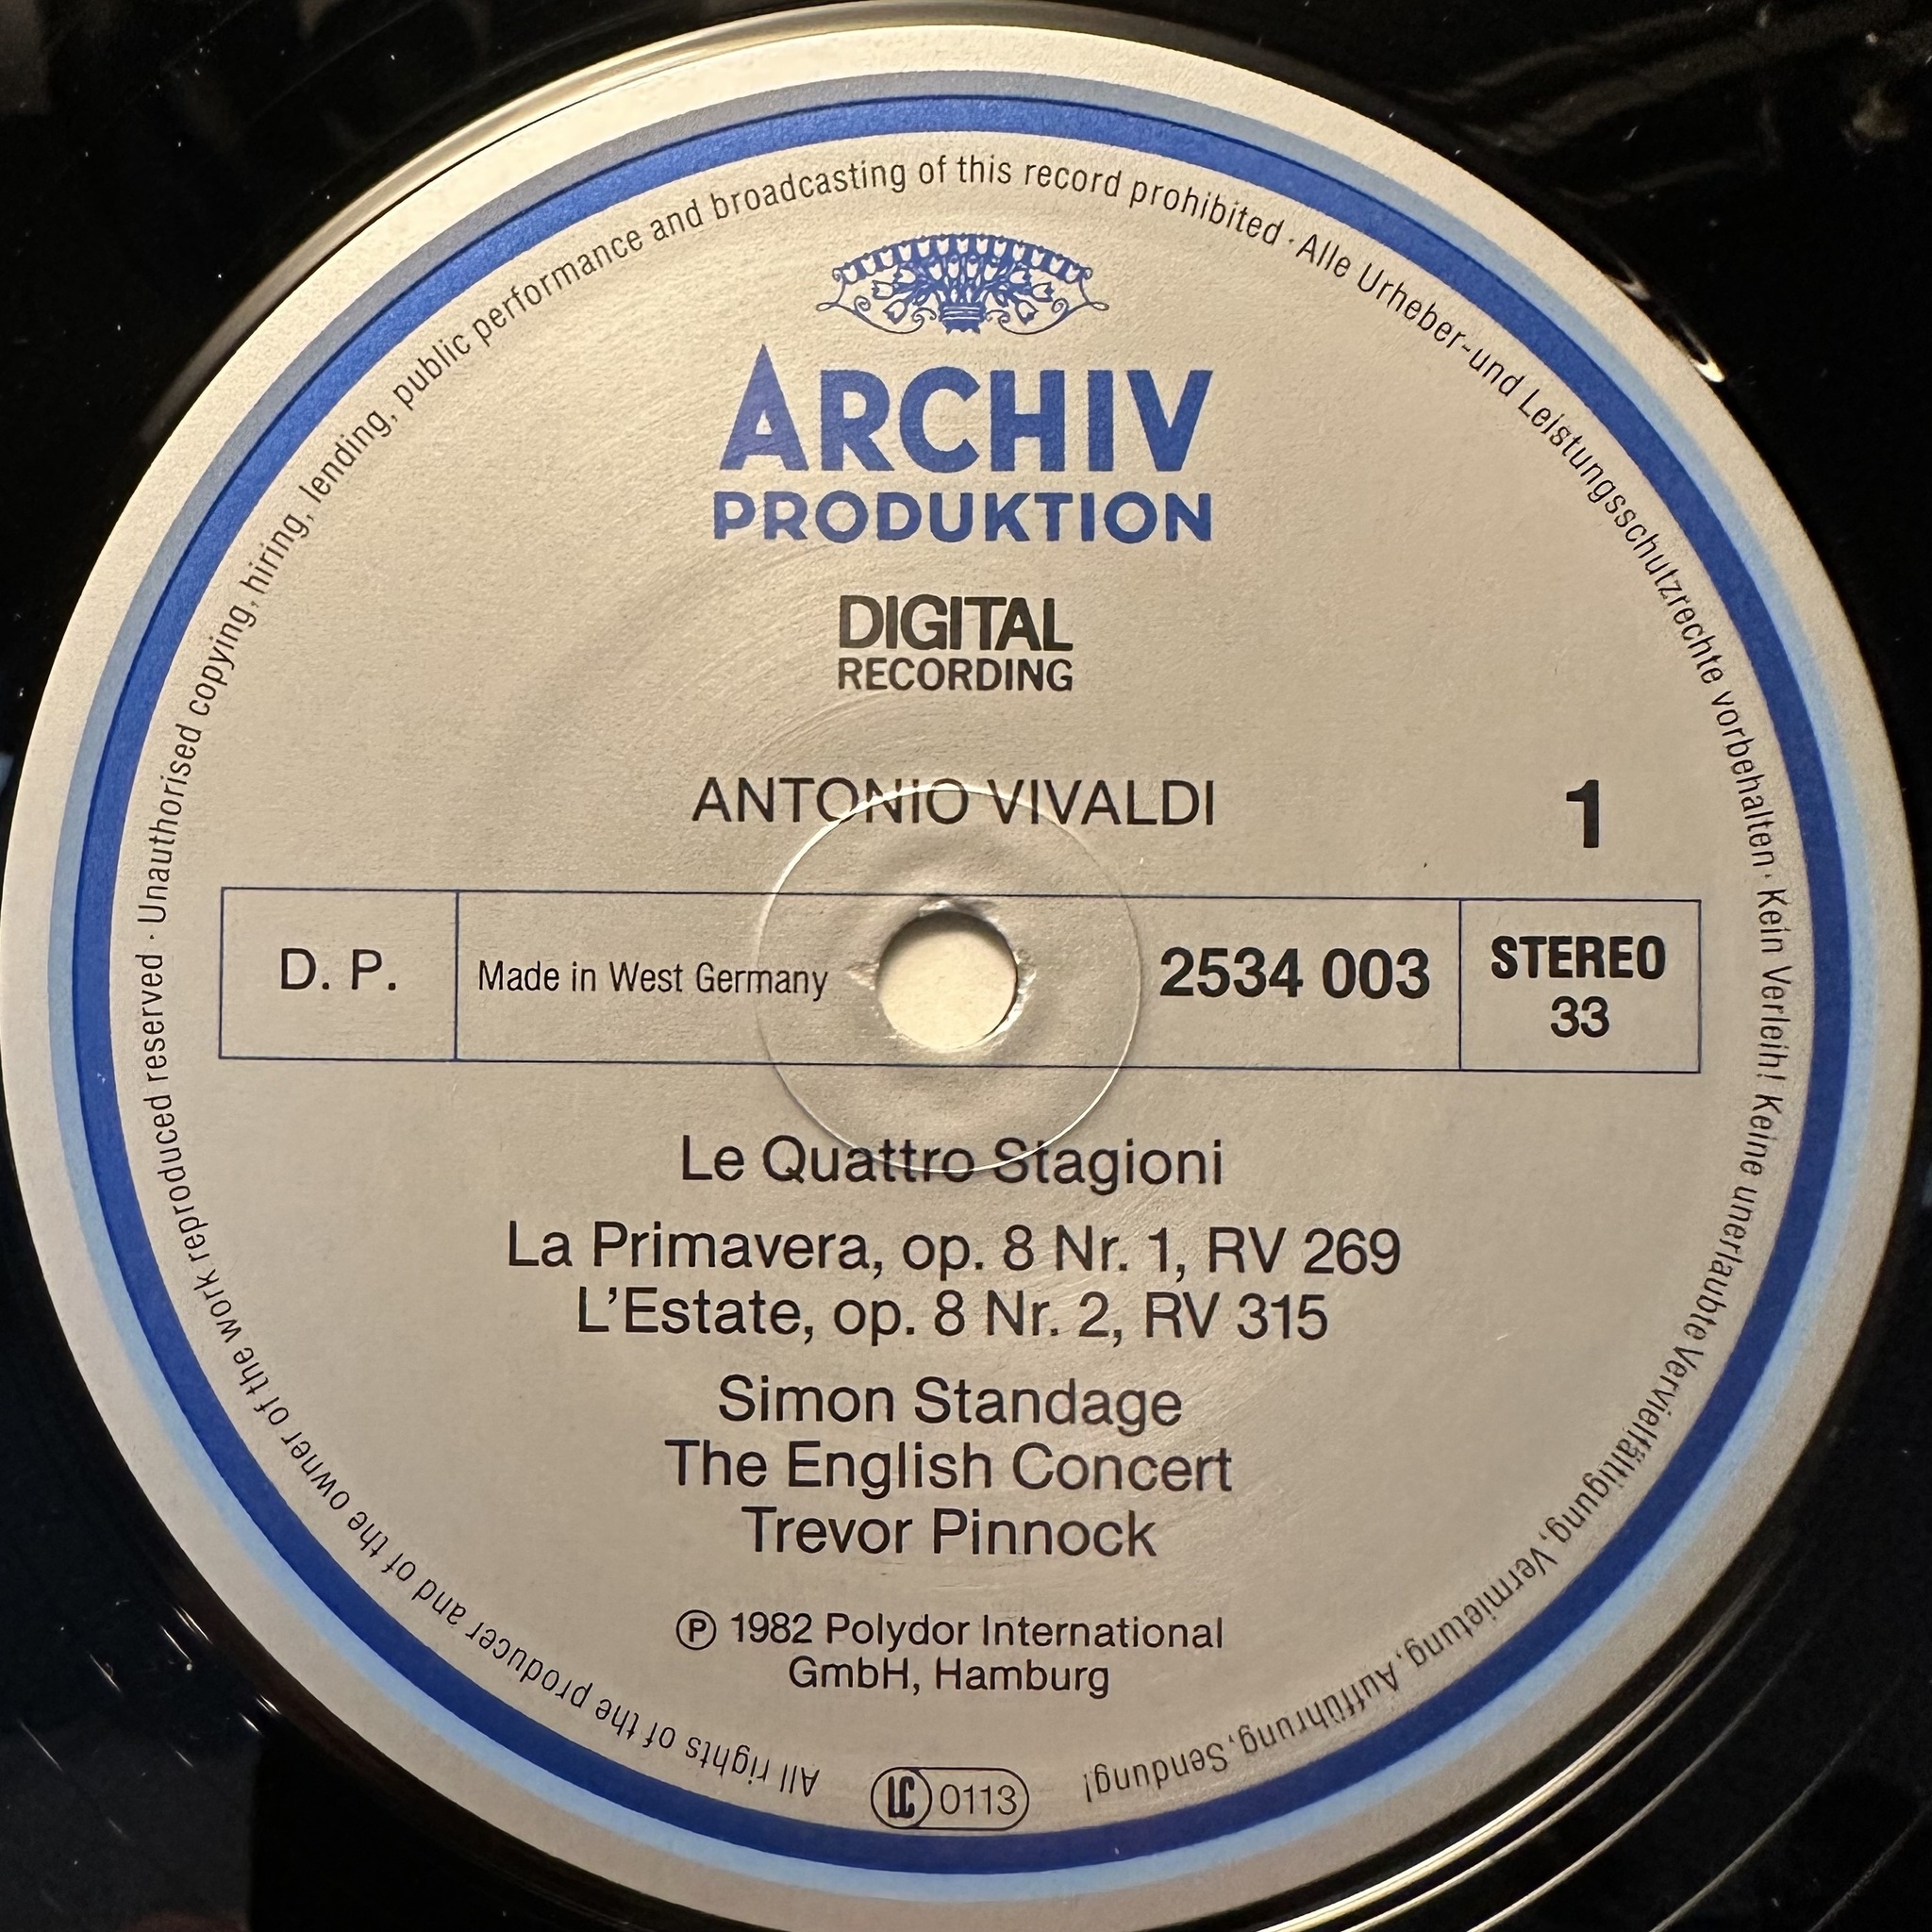 All rights of the producer and of the owner of the work reproduced reserved · Unauthorised copying, hiring, lending, public performance and broadcasting of this record prohibited · Alle Urheber-und Leistungsschutzrechte vorbehalten · Kein Verleih! Keine unerlaubte Vervielfältigung, Vermietung, Aufführung, Sendung!
ARCHIV
PRODUKTION
DIGITAL
RECORDING
ANTONIO VIVALDI
1
D. P.
Made in West Germany
2534 003
STEREO
33
Le Quattro Stagioni
La Primavera, op. 8 Nr. 1, RV 269
L'Estate, op. 8 Nr. 2, RV 315
Simon Standage
The English Concert
Trevor Pinnock
Ⓟ 1982 Polydor International
GmbH, Hamburg
LC 0113